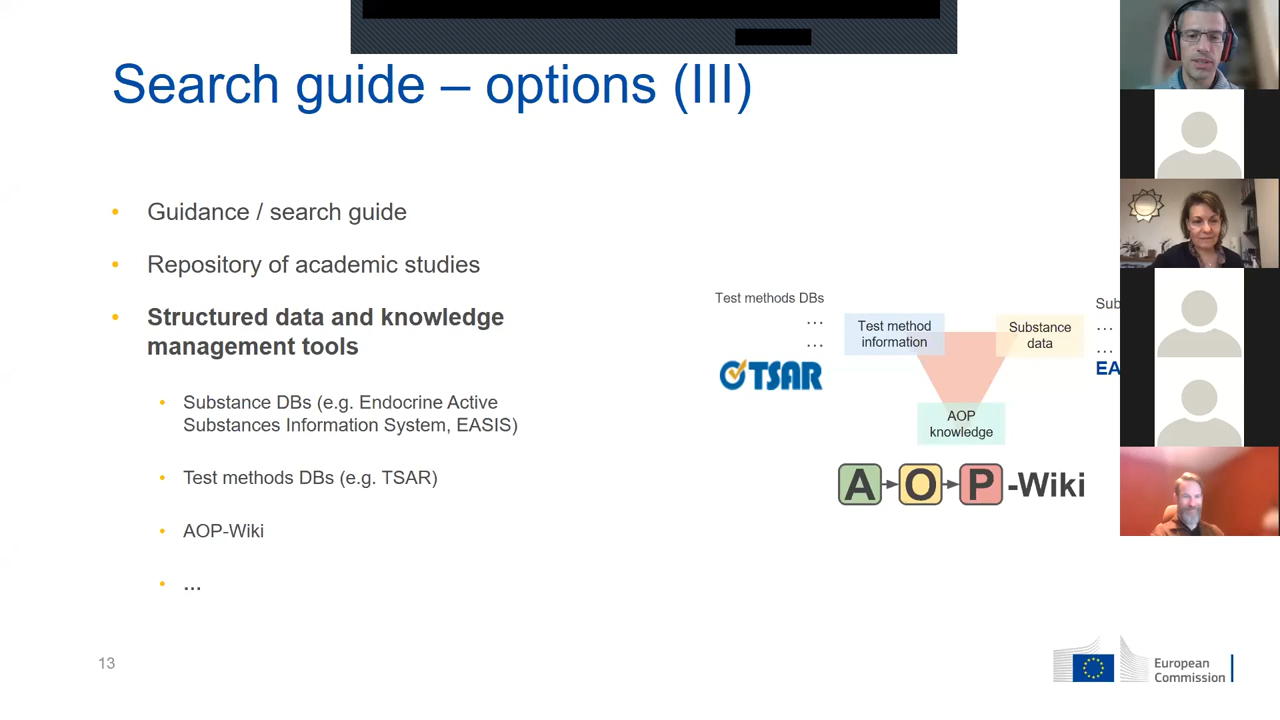 Search guide – options (III)
• Guidance / search guide
• Repository of academic studies
• Structured data and knowledge
management tools
• Substance DBs (e.g. Endocrine Active
Substances Information System, EASIS)
• Test methods DBs (e.g. TSAR)
• AOP-Wiki
• ...
Test methods DBs
...
...
TSAR
Test method
information
Substance
data
AOP
knowledge
Sub
...
...
EA
A O P -Wiki
13
European
Commission